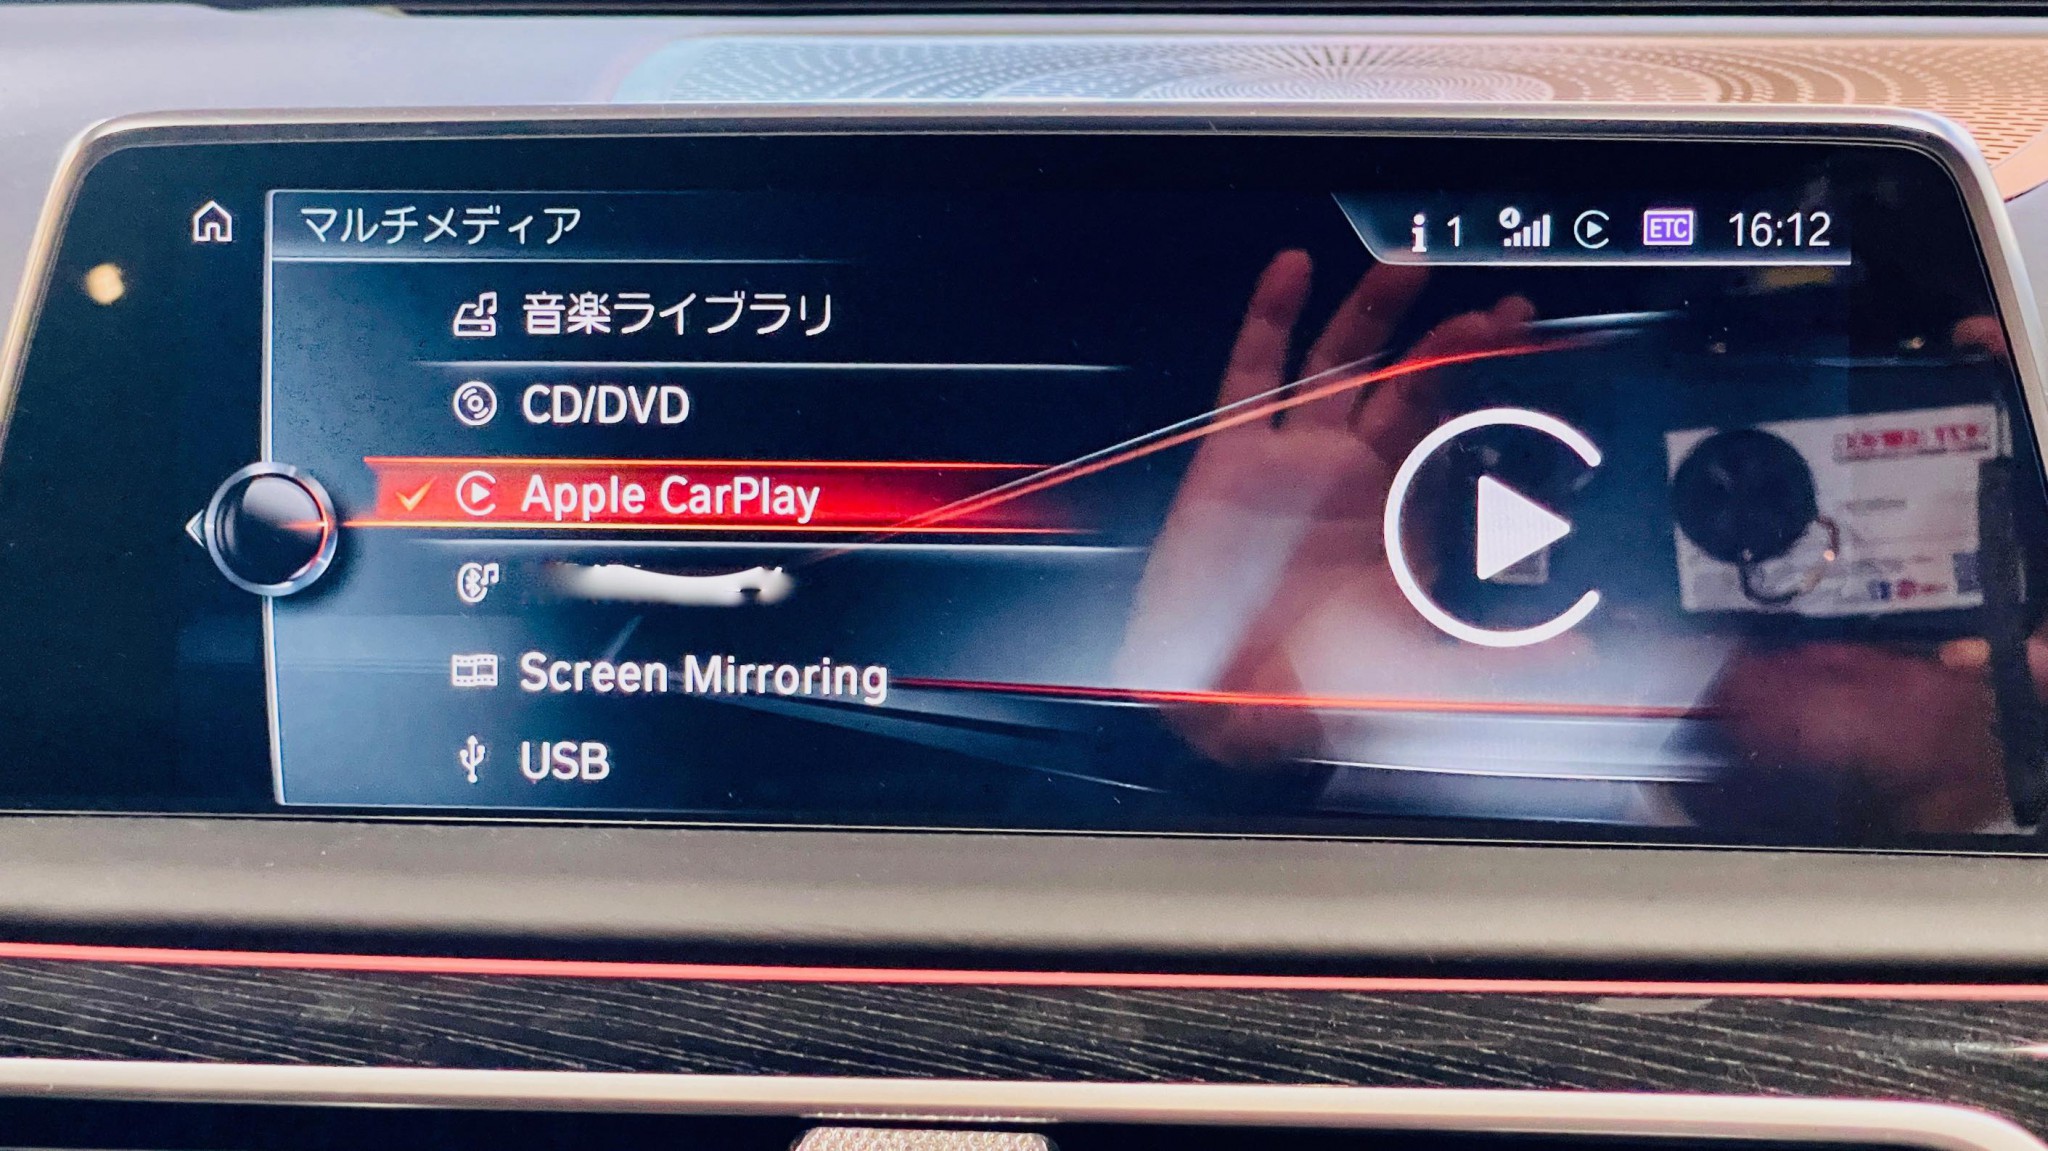 マルチメディア
1 ETC 16:12
音楽ライブラリ
CD/DVD
Apple CarPlay
Screen Mirroring
USB